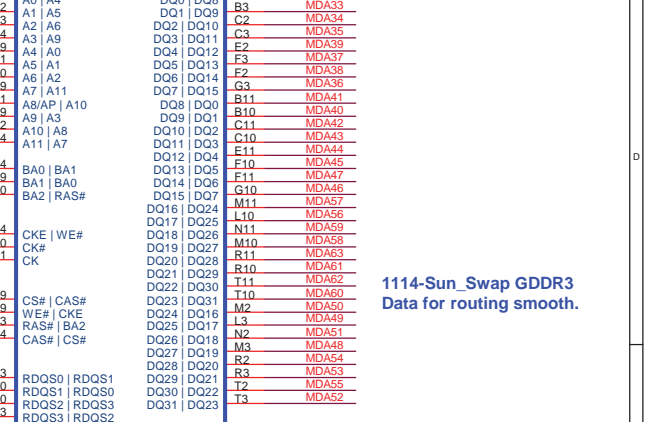 A0 | A4
A2 | A6
A3 | A9
A4 | A0
A5 | A1
A6 | A2
A7 | A11
A8/AP | A10
A9 | A3
A10 | A8
A11 | A7
BA0 | BA1
BA1 | BA0
BA2 | RAS#
CKE | WE#
CK#
CK
CS# | CAS#
WE# | CKE
RAS# | BA2
CAS# | CS#
RDQS0 | RDQS1
RDQS1 | RDQS0
RDQS2 | RDQS3
RDQS3 | RDQS2
DQ0 | DQ8
DQ1 | DQ9
DQ2 | DQ10
DQ3 | DQ11
DQ4 | DQ12
DQ5 | DQ13
DQ6 | DQ14
DQ7 | DQ15
DQ8 | DQ0
DQ9 | DQ1
DQ10 | DQ2
DQ11 | DQ3
DQ12 | DQ4
DQ13 | DQ5
DQ14 | DQ6
DQ15 | DQ7
DQ16 | DQ24
DQ17 | DQ25
DQ18 | DQ26
DQ19 | DQ27
DQ20 | DQ28
DQ21 | DQ29
DQ22 | DQ30
DQ23 | DQ31
DQ24 | DQ16
DQ25 | DQ17
DQ26 | DQ18
DQ27 | DQ19
DQ28 | DQ20
DQ29 | DQ21
DQ30 | DQ22
DQ31 | DQ23
B3 MDA33
C2 MDA34
C3 MDA35
E2 MDA39
F3 MDA37
F2 MDA38
G3 MDA36
B11 MDA41
B10 MDA40
C11 MDA42
C10 MDA43
E11 MDA44
F10 MDA45
F11 MDA47
G10 MDA46
M11 MDA57
L10 MDA56
N11 MDA59
M10 MDA58
R11 MDA63
R10 MDA61
T11 MDA62
T10 MDA60
M2 MDA50
L3 MDA49
N2 MDA51
M3 MDA48
R2 MDA54
R3 MDA53
T2 MDA55
T3 MDA52
1114-Sun_Swap GDDR3
Data for routing smooth.
D